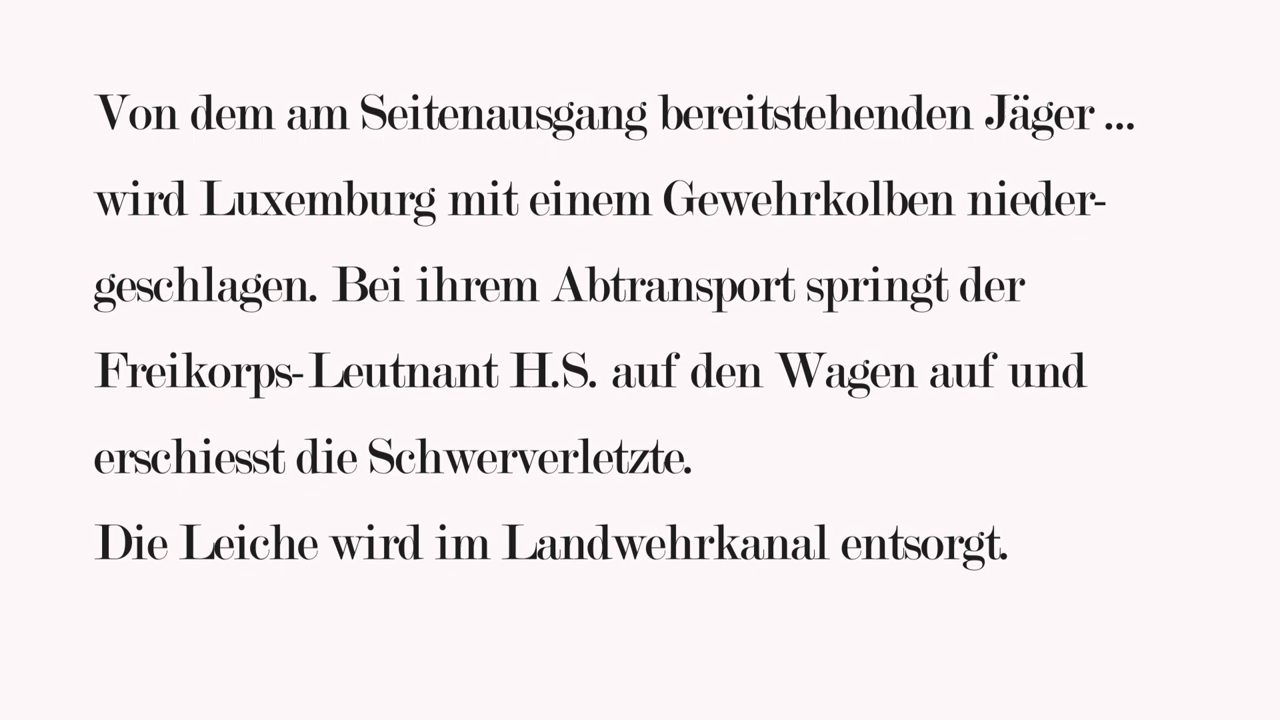 Von dem am Seitenausgang bereitstehenden Jäger ...
wird Luxemburg mit einem Gewehrkolben nieder-
geschlagen. Bei ihrem Abtransport springt der
Freikorps-Leutnant H.S. auf den Wagen auf und
erschiesst die Schwerverletzte.
Die Leiche wird im Landwehrkanal entsorgt.